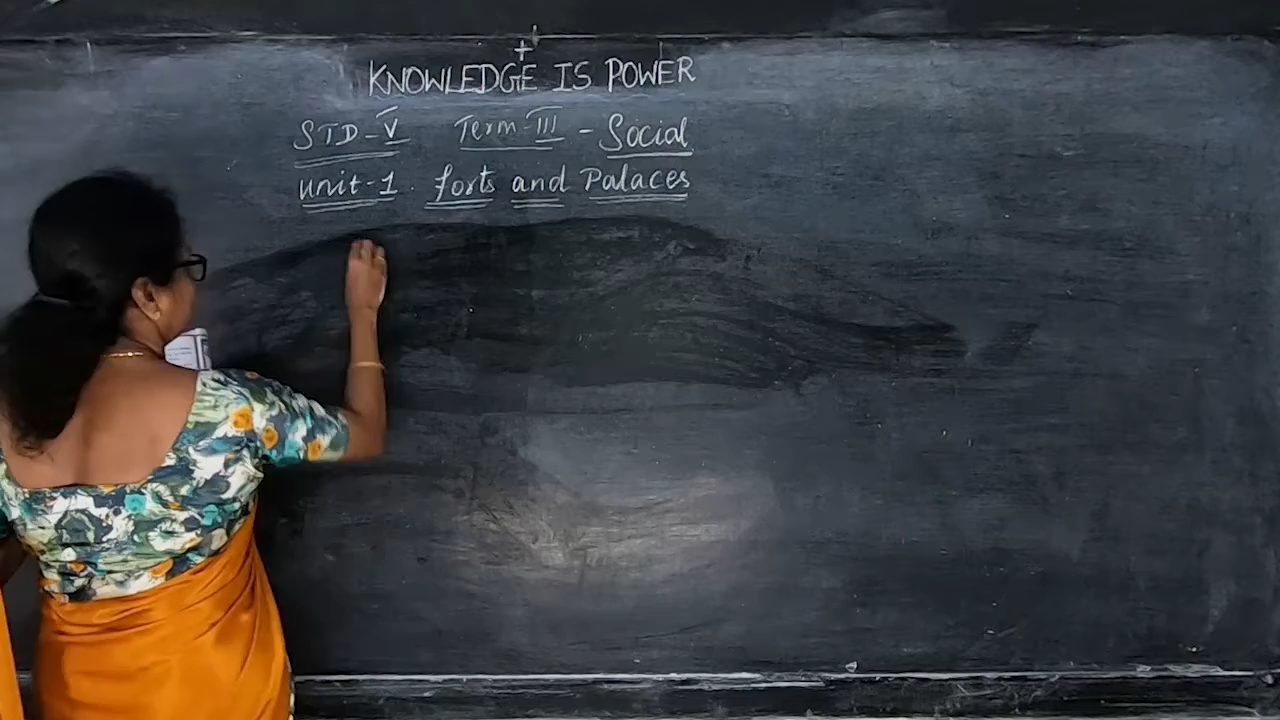 KNOWLEDGE IS POWER
STD-V Term-III - Social
unit-1. forts and Palaces